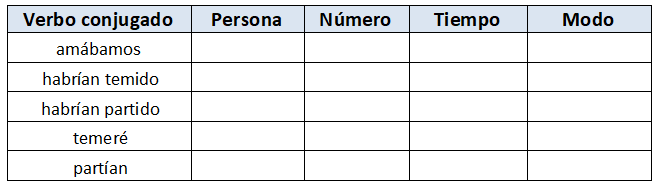 Verbo conjugado Persona Número Tiempo Modo
amábamos
habrían temido
habrían partido
temeré
partían